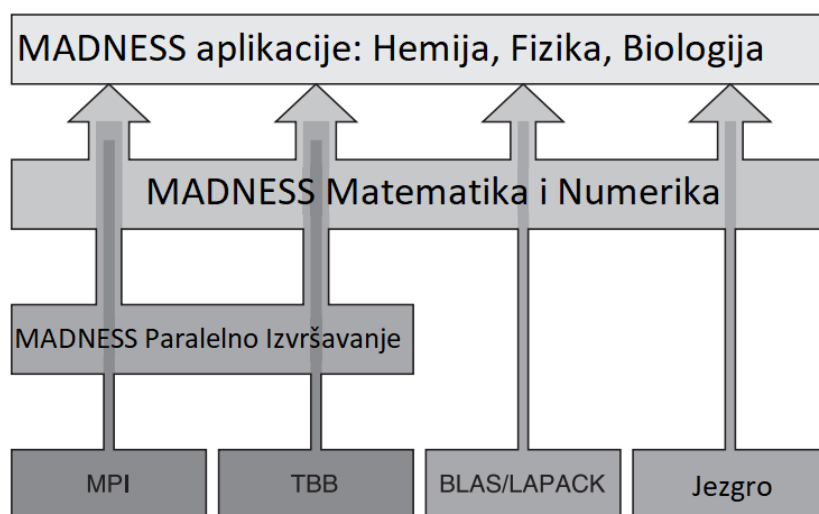 MADNESS aplikacije: Hemija, Fizika, Biologija
MADNESS Matematika i Numerika
MADNESS Paralelno Izvršavanje
MPI
TBB
BLAS/LAPACK
Jezgro